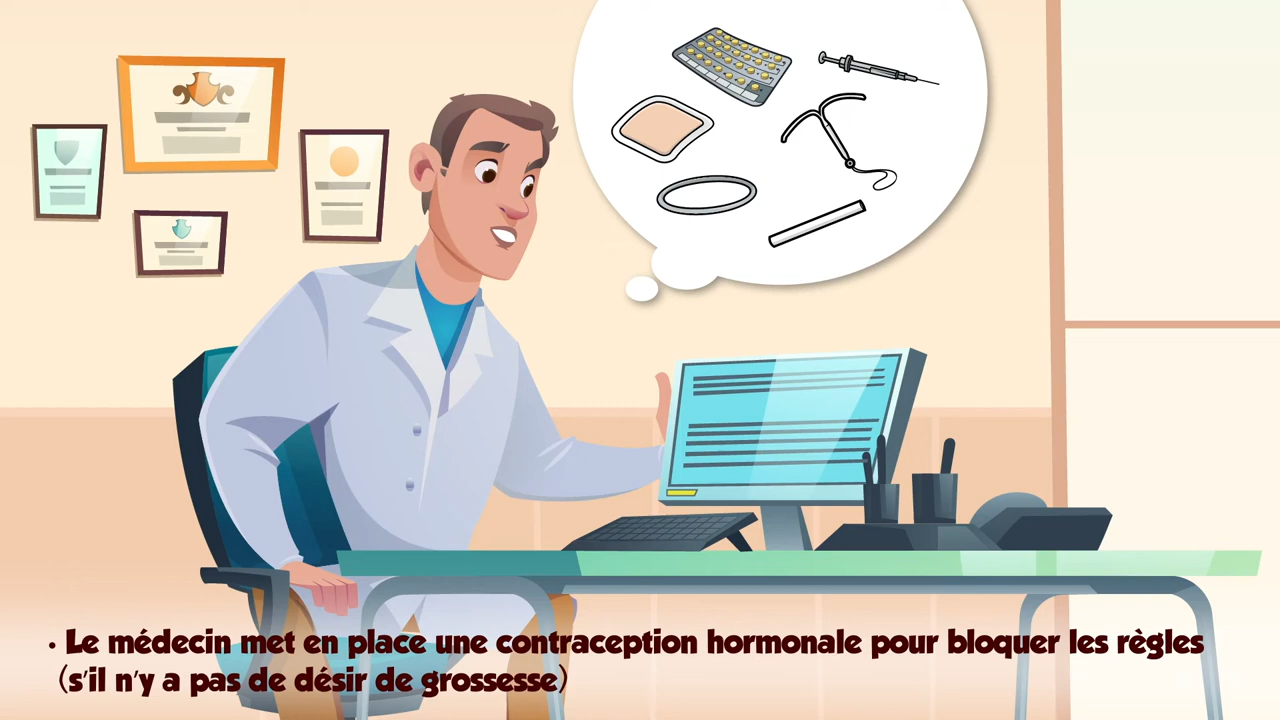 • Le médecin met en place une contraception hormonale pour bloquer les règles
(s'il n'y a pas de désir de grossesse)